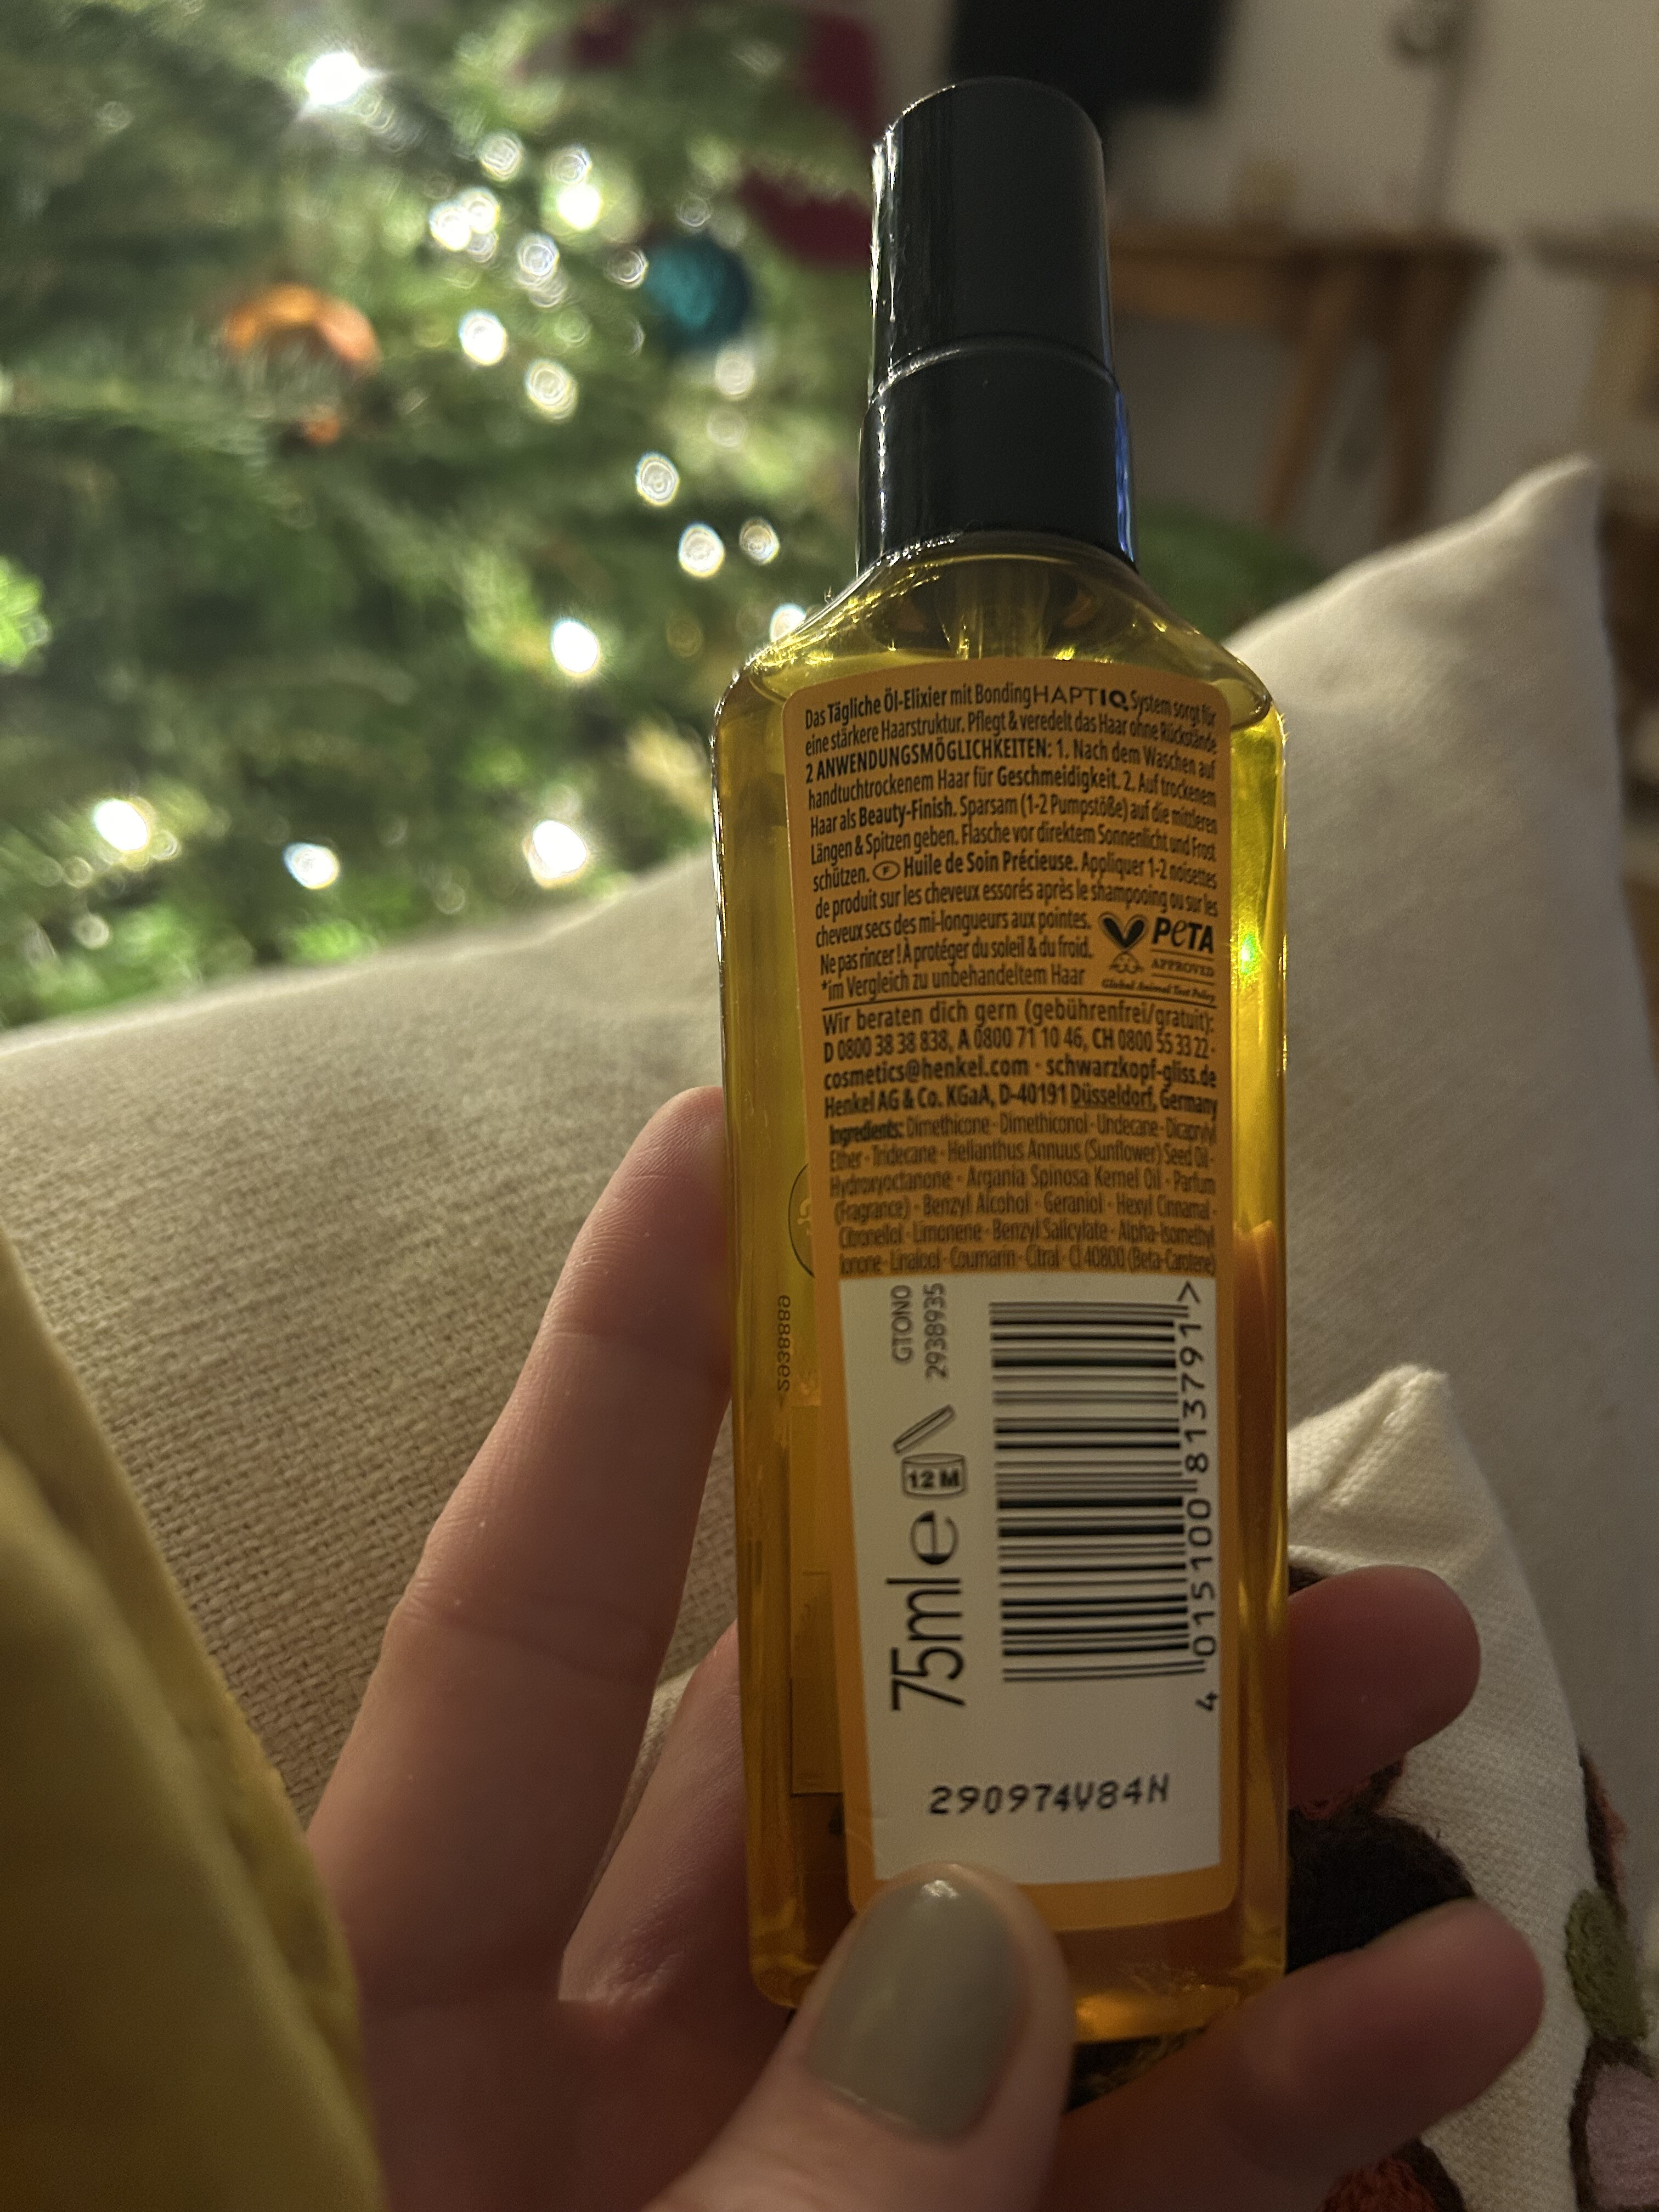 Das Tägliche Öl-Elixier mit Bonding HAPTIQ System sorgt für
eine stärkere Haarstruktur. Pflegt & veredelt das Haar ohne Rückstände
2 ANWENDUNGSMÖGLICHKEITEN: 1. Nach dem Waschen auf
handtuchtrockenem Haar für Geschmeidigkeit. 2. Auf trockenem
Haar als Beauty-Finish. Sparsam (1-2 Pumpstöße) auf die mittleren
Längen & Spitzen geben. Flasche vor direktem Sonnenlicht und Frost
schützen. F Huile de Soin Précieuse. Appliquer 1-2 noisettes
de produit sur les cheveux essorés après le shampooing ou sur les
cheveux secs des mi-longueurs aux pointes.
Ne pas rincer ! À protéger du soleil & du froid.
*im Vergleich zu unbehandeltem Haar
PETA
APPROVED
Global Animal Test Policy
Wir beraten dich gern (gebührenfrei/gratuit):
D 0800 38 38 838, A 0800 71 10 46, CH 0800 55 33 22 ·
cosmetics@henkel.com · schwarzkopf-gliss.de
Henkel AG & Co. KGaA, D-40191 Düsseldorf, Germany
Ingredients: Dimethicone · Dimethiconol · Undecane · Dicaprylyl
Ether · Tridecane · Helianthus Annuus (Sunflower) Seed Oil ·
Hydroxyoctanone · Argania Spinosa Kernel Oil · Parfum
(Fragrance) · Benzyl Alcohol · Geraniol · Hexyl Cinnamal ·
Citronellol · Limonene · Benzyl Salicylate · Alpha-Isomethyl
Ionone · Linalool · Coumarin · Citral · CI 40800 (Beta-Carotene)
GTONO
2938935
12 M
75ml e
4 015100 813791 >
290974V84N
2938889